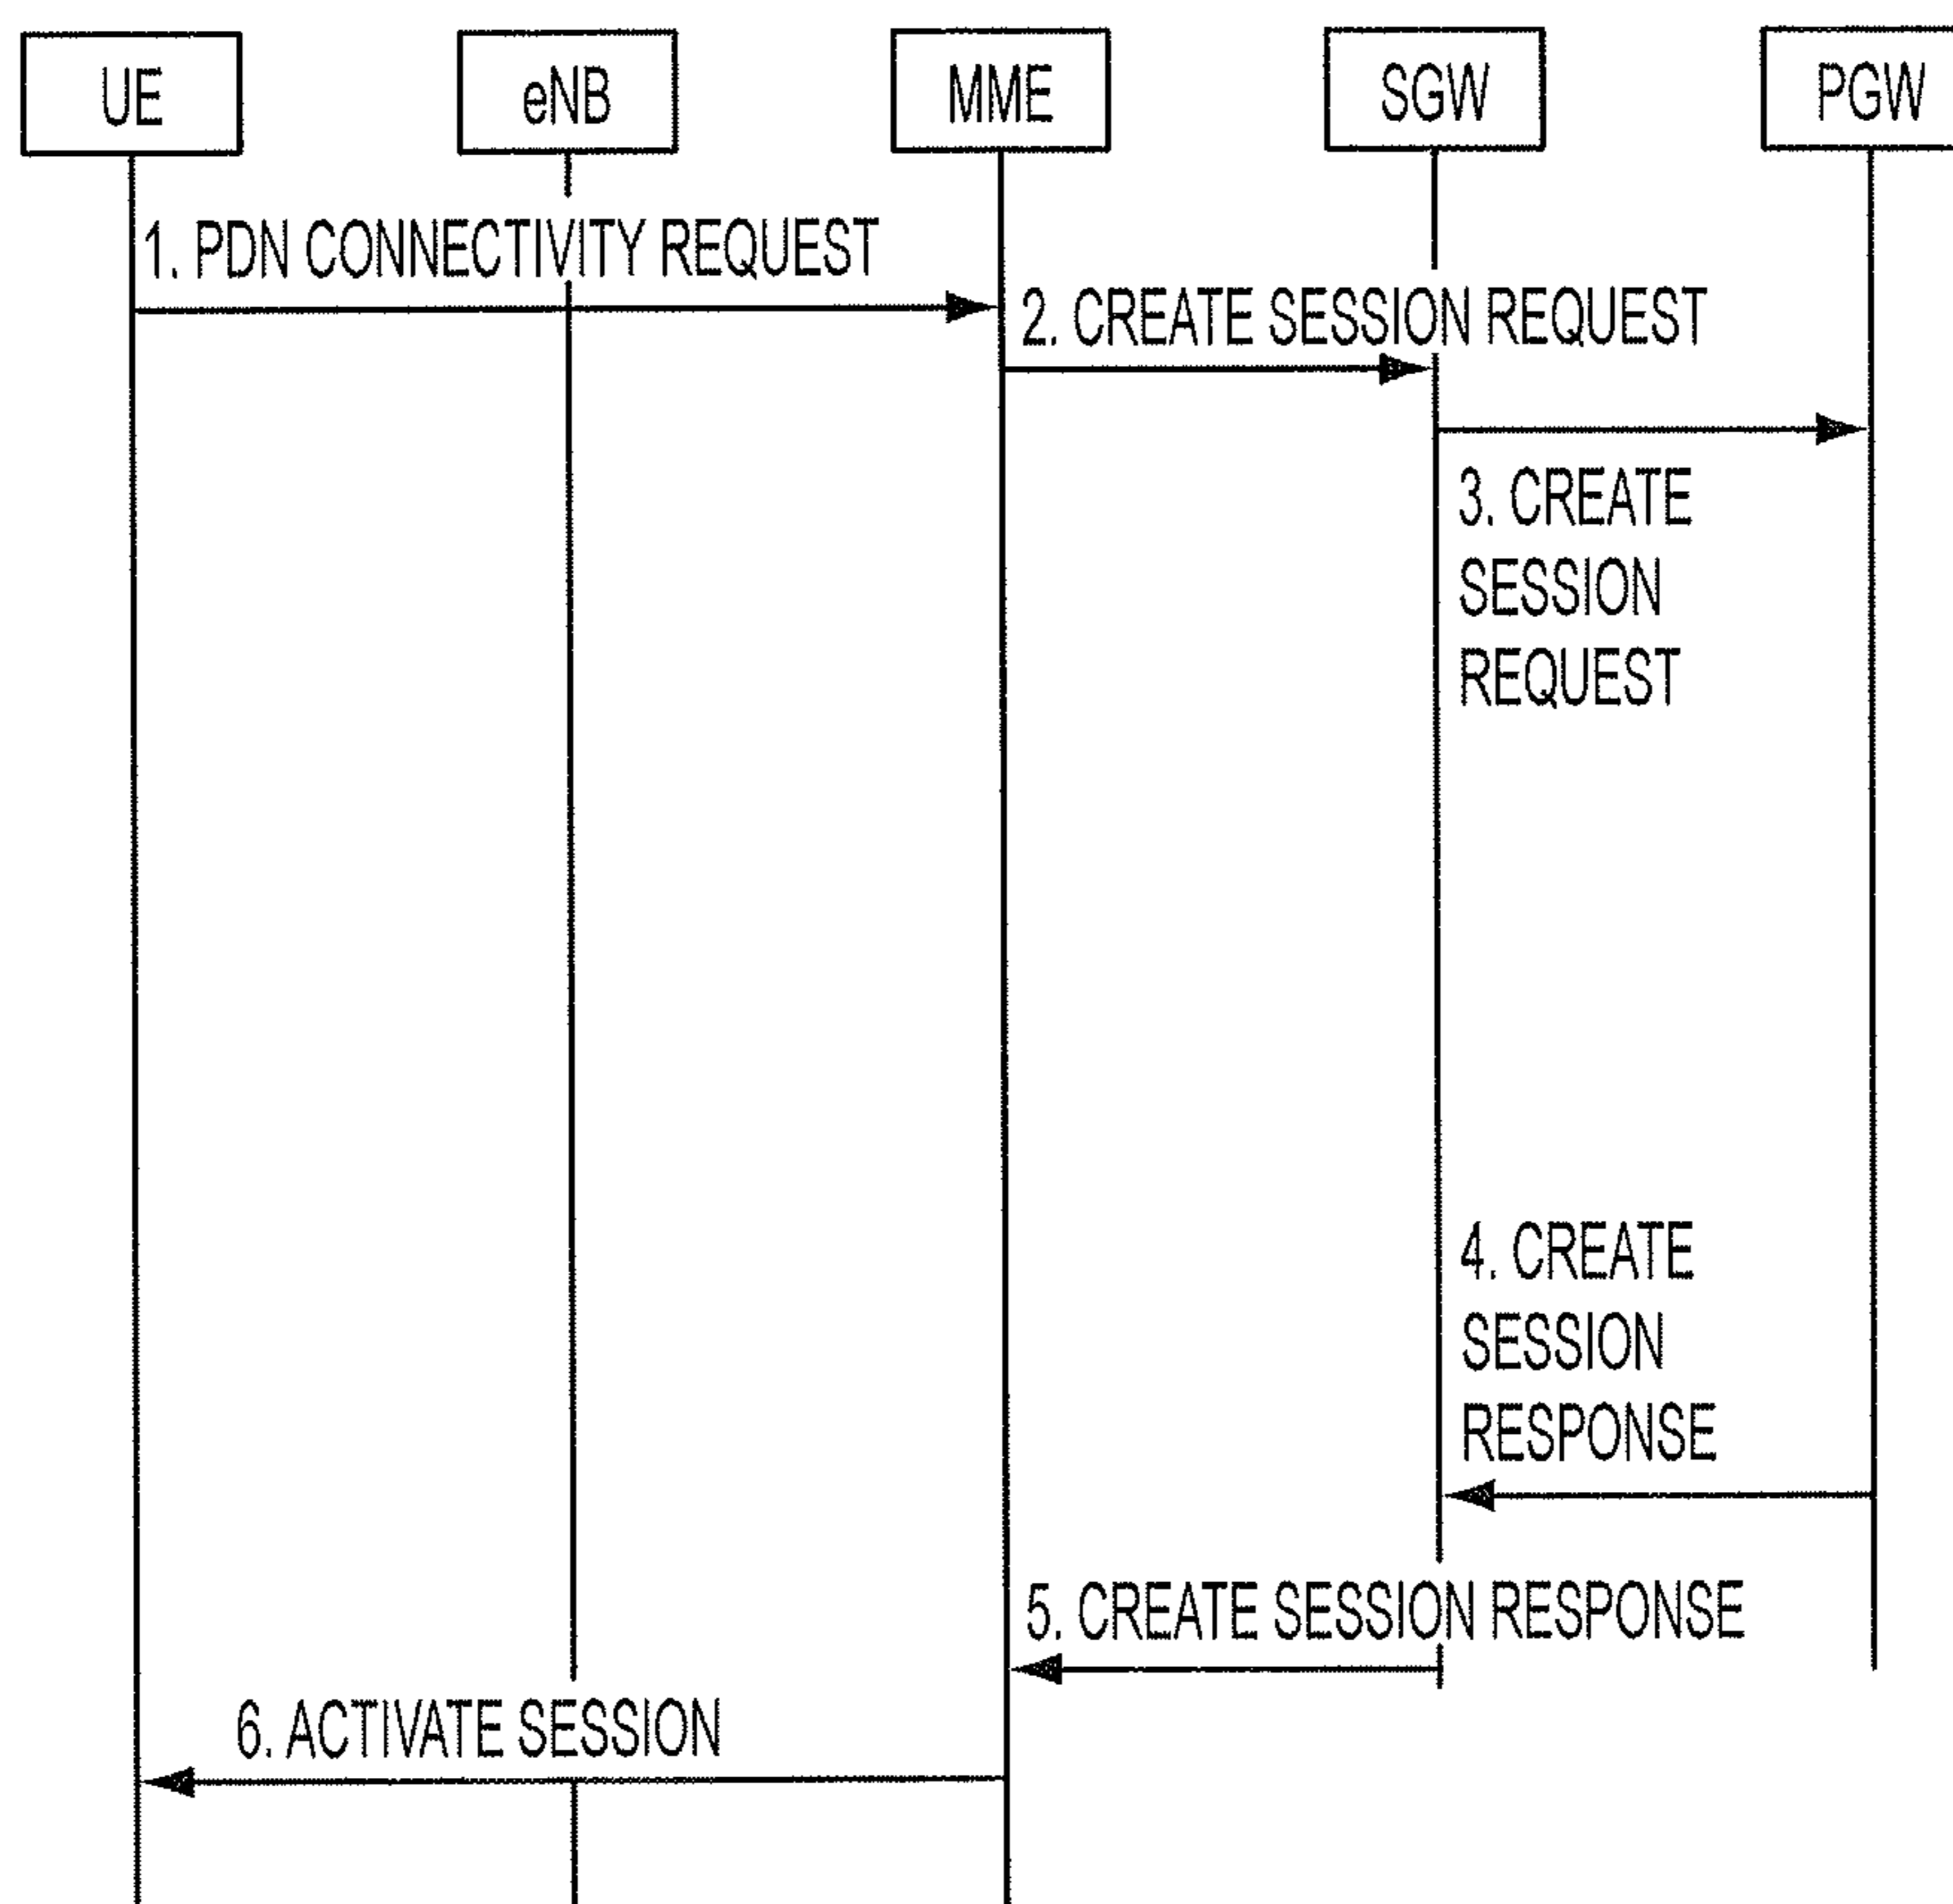 UE
eNB
MME
SGW
PGW
1. PDN CONNECTIVITY REQUEST
2. CREATE SESSION REQUEST
3. CREATE
SESSION
REQUEST
4. CREATE
SESSION
RESPONSE
5. CREATE SESSION RESPONSE
6. ACTIVATE SESSION